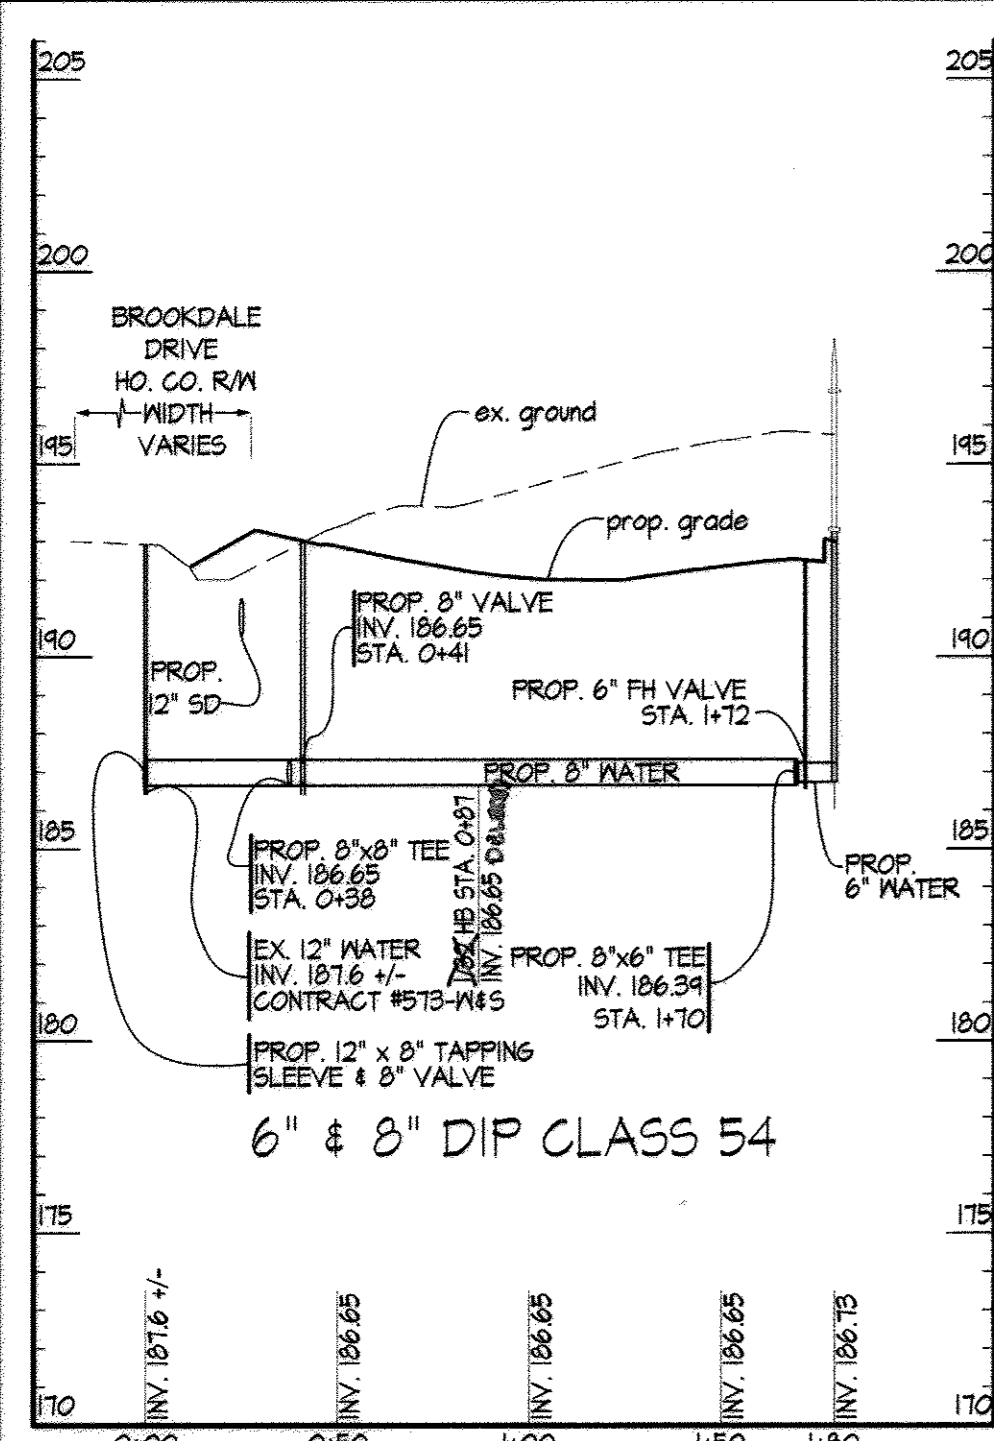 205
205
200
200
BROOKDALE
DRIVE
HO. CO. R/W
WIDTH
VARIES
ex. ground
195
195
prop. grade
PROP. 8" VALVE
INV. 186.65
STA. 0+41
190
190
PROP.
12" SD
PROP. 6" FH VALVE
STA. 1+72
PROP. 8" WATER
185
185
PROP. 8"x8" TEE
INV. 186.65
STA. 0+38
HB STA. 0+87
INV. 186.65
PROP.
6" WATER
EX. 12" WATER
INV. 187.6 +/-
CONTRACT #573-W&S
PROP. 8"x6" TEE
INV. 186.39
STA. 1+70
180
180
PROP. 12" x 8" TAPPING
SLEEVE & 8" VALVE
6" & 8" DIP CLASS 54
175
175
INV. 187.6 +/-
INV. 186.65
INV. 186.65
INV. 186.65
INV. 186.73
170
170